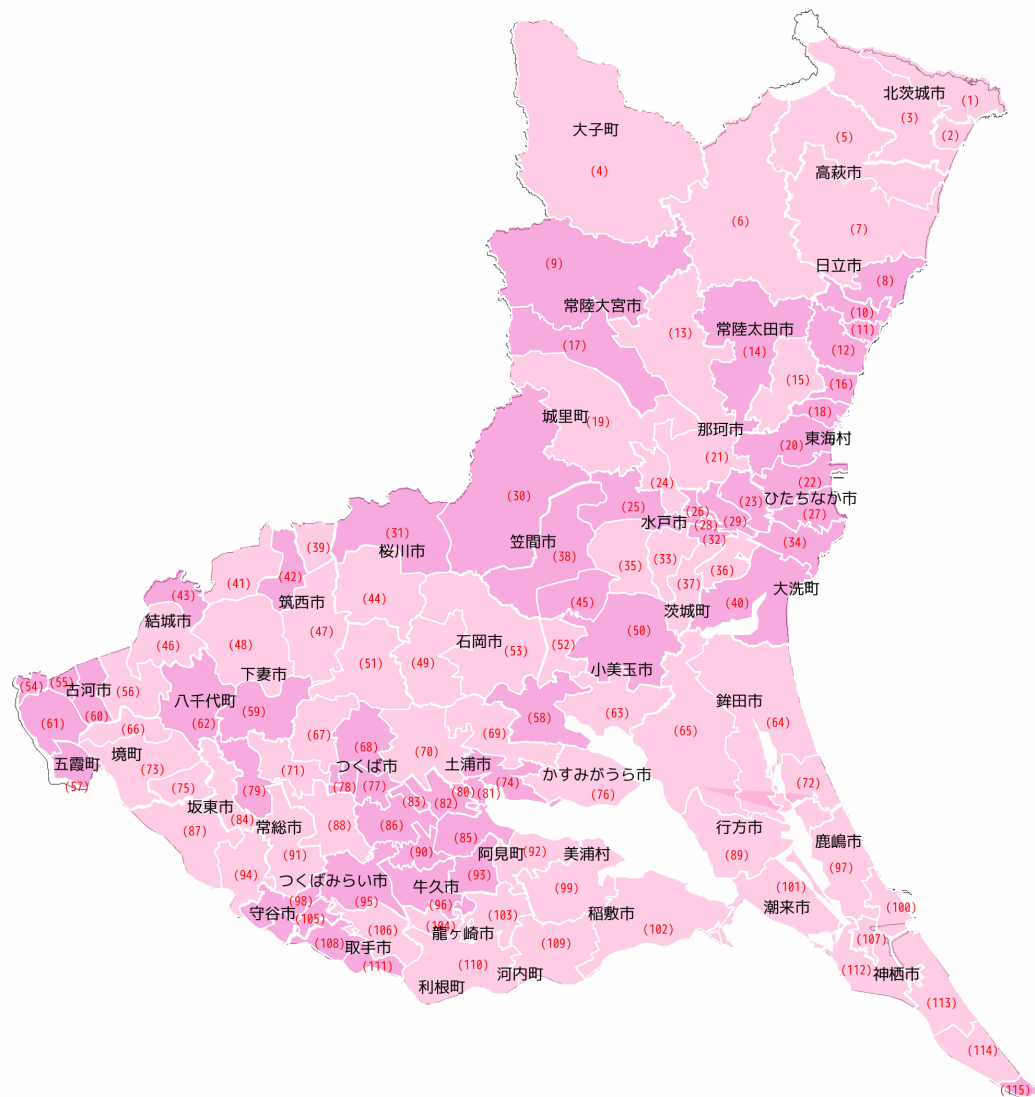 北茨城市
(1)
(3)
(2)
大子町
(5)
(4)
高萩市
(6)
(7)
日立市
(9)
(8)
常陸大宮市
(10)
常陸太田市
(11)
(13)
(17)
(14)
(12)
(15)
(16)
(18)
城里町
(19)
那珂市
東海村
(20)
(21)
(24)
(22)
(30)
ひたちなか市
(23)
(25)
(26)
(27)
水戸市
(28)
(29)
(31)
笠間市
(32)
(34)
(39)
桜川市
(38)
(33)
(35)
(36)
(41)
(42)
(37)
大洗町
(43)
筑西市
(44)
(45)
茨城町
(40)
結城市
(46)
(48)
(47)
石岡市
(50)
(52)
(53)
(51)
(49)
小美玉市
下妻市
(54)
(55)
古河市
(56)
八千代町
鉾田市
(59)
(60)
(58)
(63)
(61)
(62)
(64)
(66)
(65)
(67)
(69)
(68)
(70)
境町
五霞町
つくば市
土浦市
(73)
(71)
かすみがうら市
(72)
(57)
(75)
(79)
(78)
(77)
(74)
(80)
(81)
(76)
坂東市
(83)
(82)
(84)
(87)
常総市
(88)
(86)
行方市
(85)
鹿嶋市
(91)
(90)
阿見町
(92)
美浦村
(89)
(94)
つくばみらい市
牛久市
(93)
(97)
(99)
(101)
(98)
(95)
(96)
守谷市
(105)
(103)
稲敷市
潮来市
(100)
(106)
(104)
龍ヶ崎市
(102)
(108)
取手市
(109)
(107)
(111)
(110)
河内町
(112)
神栖市
利根町
(113)
(114)
(115)